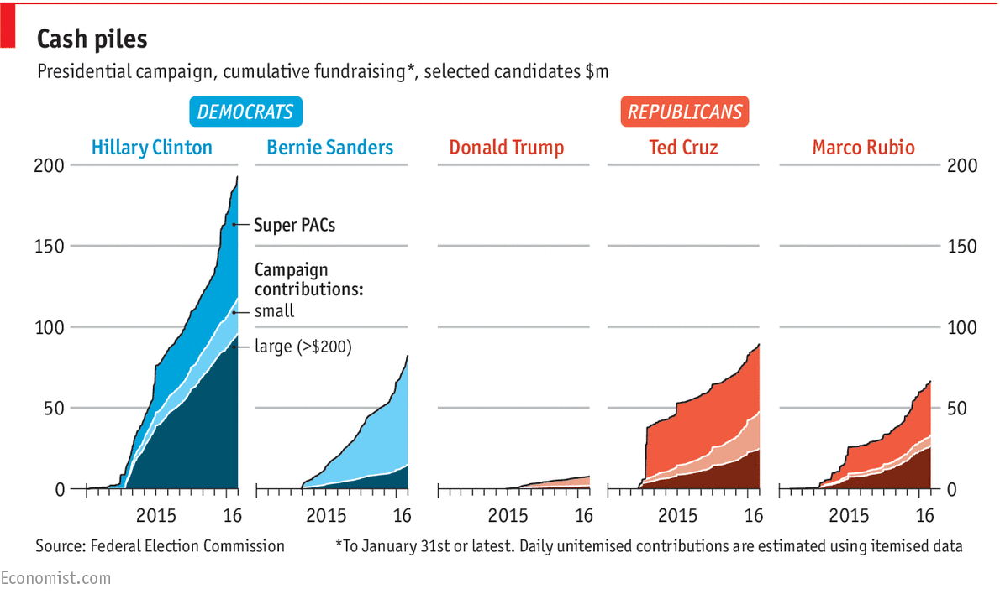 Cash piles
Presidential campaign, cumulative fundraising*, selected candidates $m
DEMOCRATS
REPUBLICANS
Hillary Clinton
Bernie Sanders
Donald Trump
Ted Cruz
Marco Rubio
200
200
Super PACs
150
150
Campaign
contributions:
small
100
100
large (>$200)
50
50
0
0
2015 16
2015 16
2015 16
2015 16
2015 16
Source: Federal Election Commission
*To January 31st or latest. Daily unitemised contributions are estimated using itemised data
Economist.com